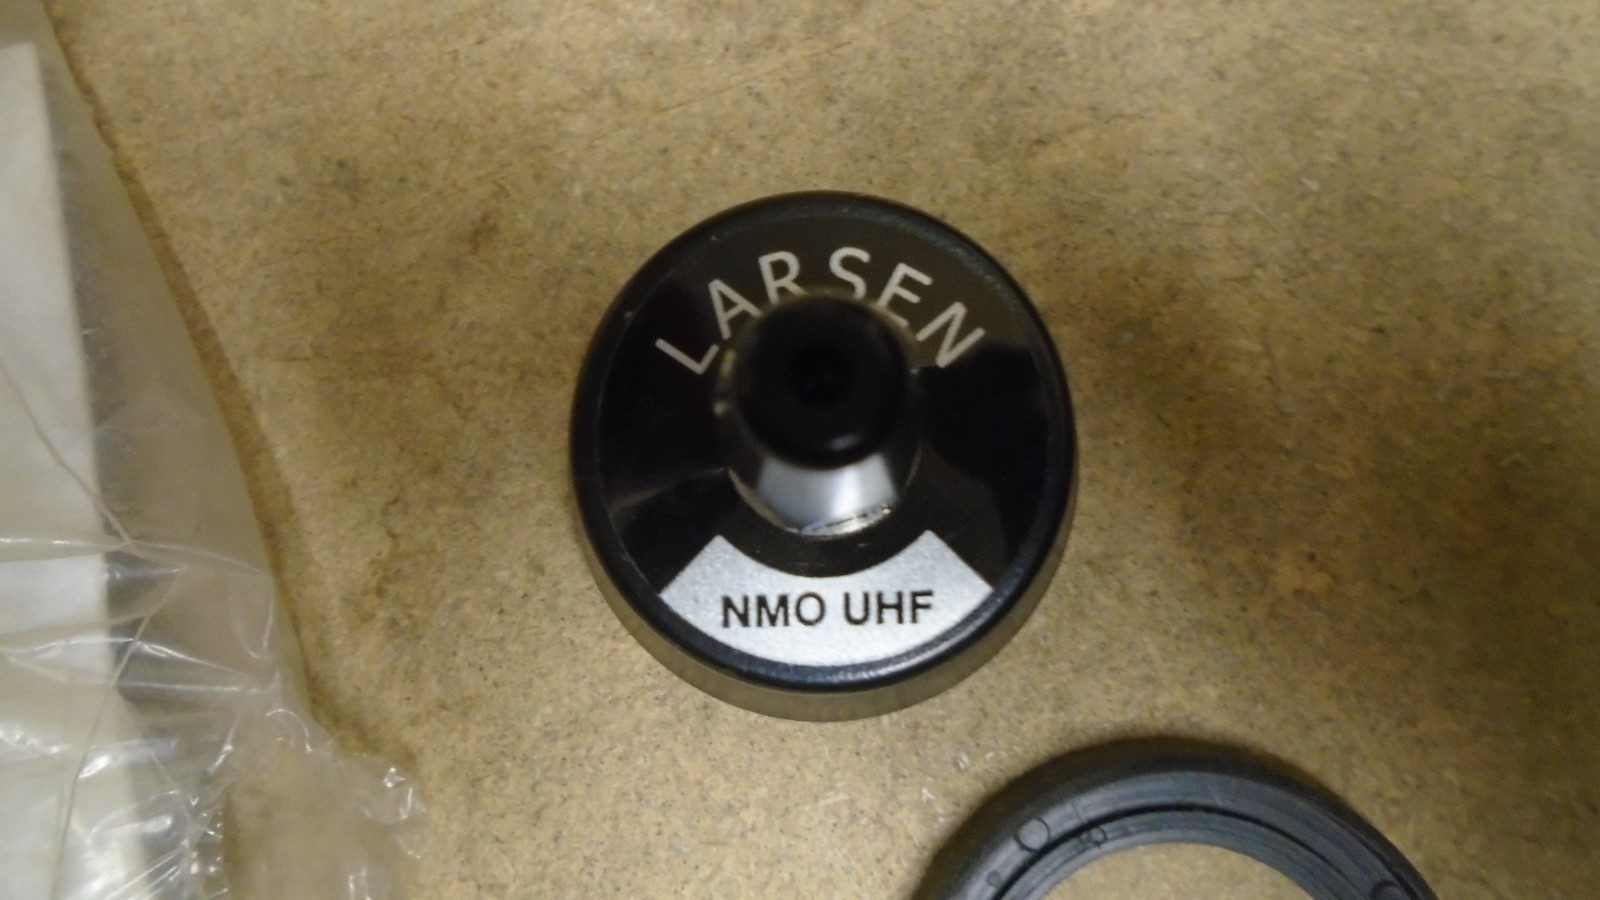 LARSEN
NMO UHF